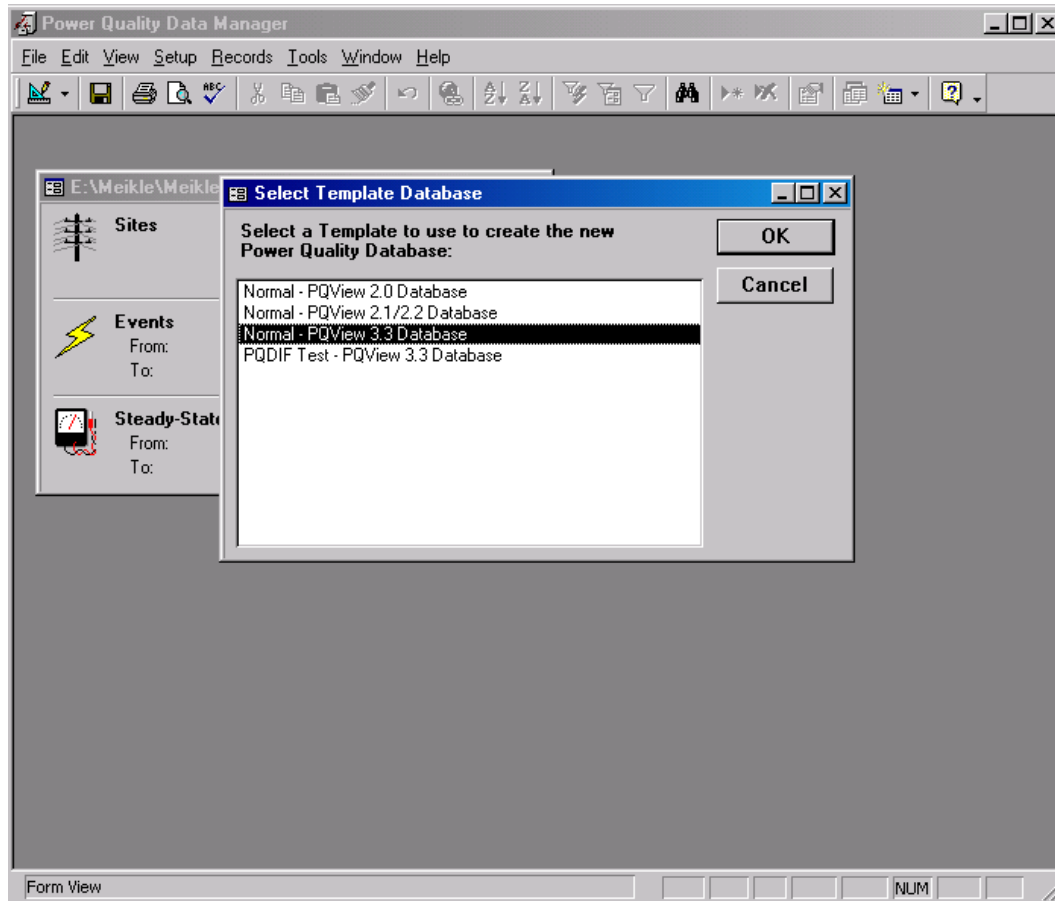 Power Quality Data Manager
File Edit View Setup Records Tools Window Help
ABC
E:\Meikle\Meikle
Select Template Database
Sites
Select a Template to use to create the new
Power Quality Database:
OK
Cancel
Normal - PQView 2.0 Database
Normal - PQView 2.1/2.2 Database
Normal - PQView 3.3 Database
PQDIF Test - PQView 3.3 Database
Events
From:
To:
Steady-State
From:
To:
Form View
NUM